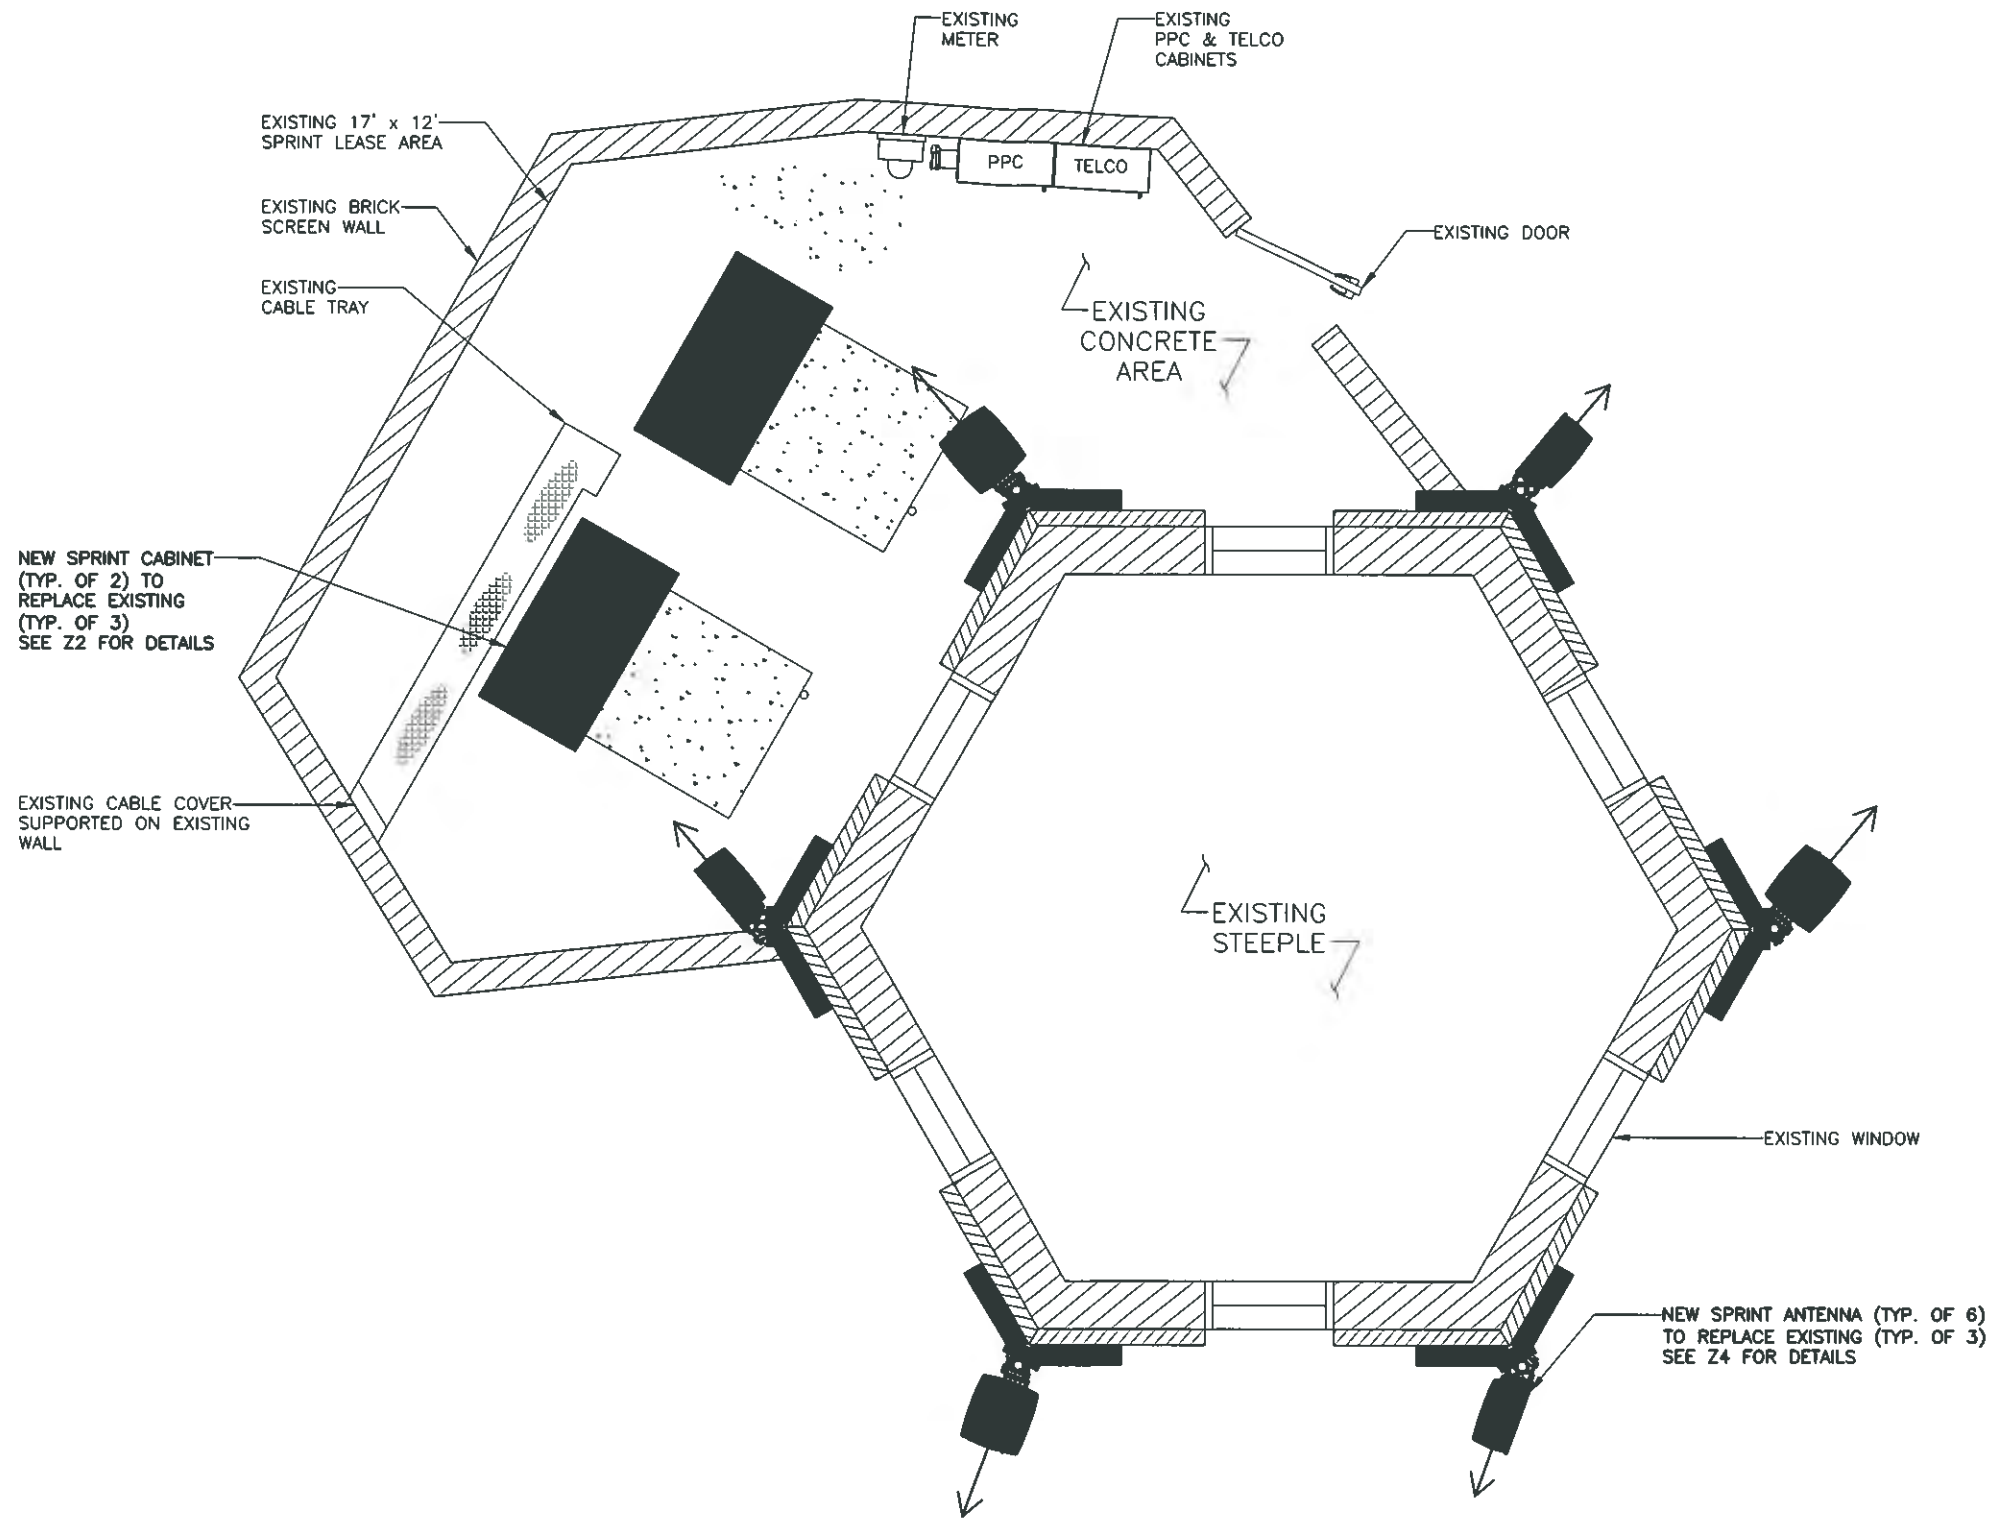 EXISTING
METER
EXISTING
PPC & TELCO
CABINETS
EXISTING 17' x 12'
SPRINT LEASE AREA
PPC
TELCO
EXISTING BRICK
SCREEN WALL
EXISTING DOOR
EXISTING
CABLE TRAY
EXISTING
CONCRETE
AREA
NEW SPRINT CABINET
(TYP. OF 2) TO
REPLACE EXISTING
(TYP. OF 3)
SEE Z2 FOR DETAILS
EXISTING CABLE COVER
SUPPORTED ON EXISTING
WALL
EXISTING
STEEPLE
EXISTING WINDOW
NEW SPRINT ANTENNA (TYP. OF 6)
TO REPLACE EXISTING (TYP. OF 3)
SEE Z4 FOR DETAILS